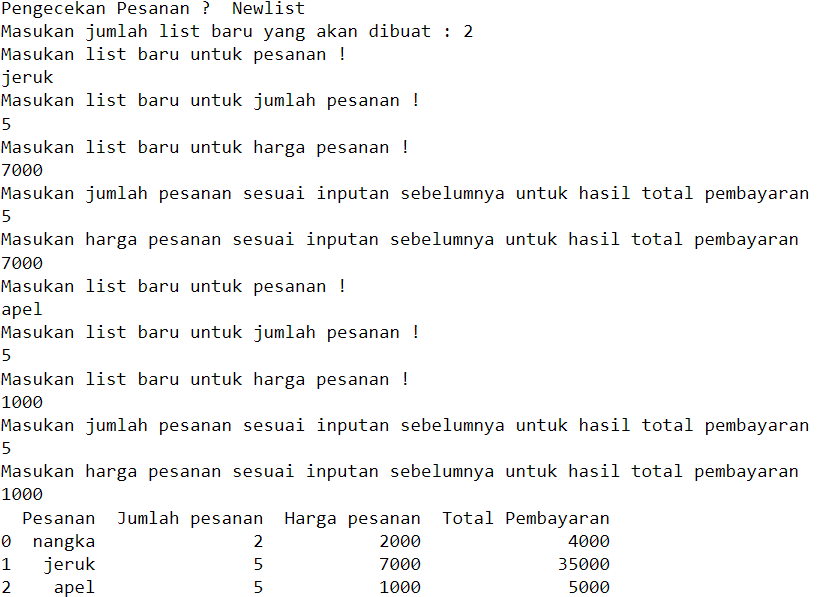 Pengecekan Pesanan ?  Newlist
Masukan jumlah list baru yang akan dibuat : 2
Masukan list baru untuk pesanan !
jeruk
Masukan list baru untuk jumlah pesanan !
5
Masukan list baru untuk harga pesanan !
7000
Masukan jumlah pesanan sesuai inputan sebelumnya untuk hasil total pembayaran
5
Masukan harga pesanan sesuai inputan sebelumnya untuk hasil total pembayaran
7000
Masukan list baru untuk pesanan !
apel
Masukan list baru untuk jumlah pesanan !
5
Masukan list baru untuk harga pesanan !
1000
Masukan jumlah pesanan sesuai inputan sebelumnya untuk hasil total pembayaran
5
Masukan harga pesanan sesuai inputan sebelumnya untuk hasil total pembayaran
1000
  Pesanan  Jumlah pesanan  Harga pesanan  Total Pembayaran
0  nangka               2           2000              4000
1   jeruk               5           7000             35000
2    apel               5           1000              5000